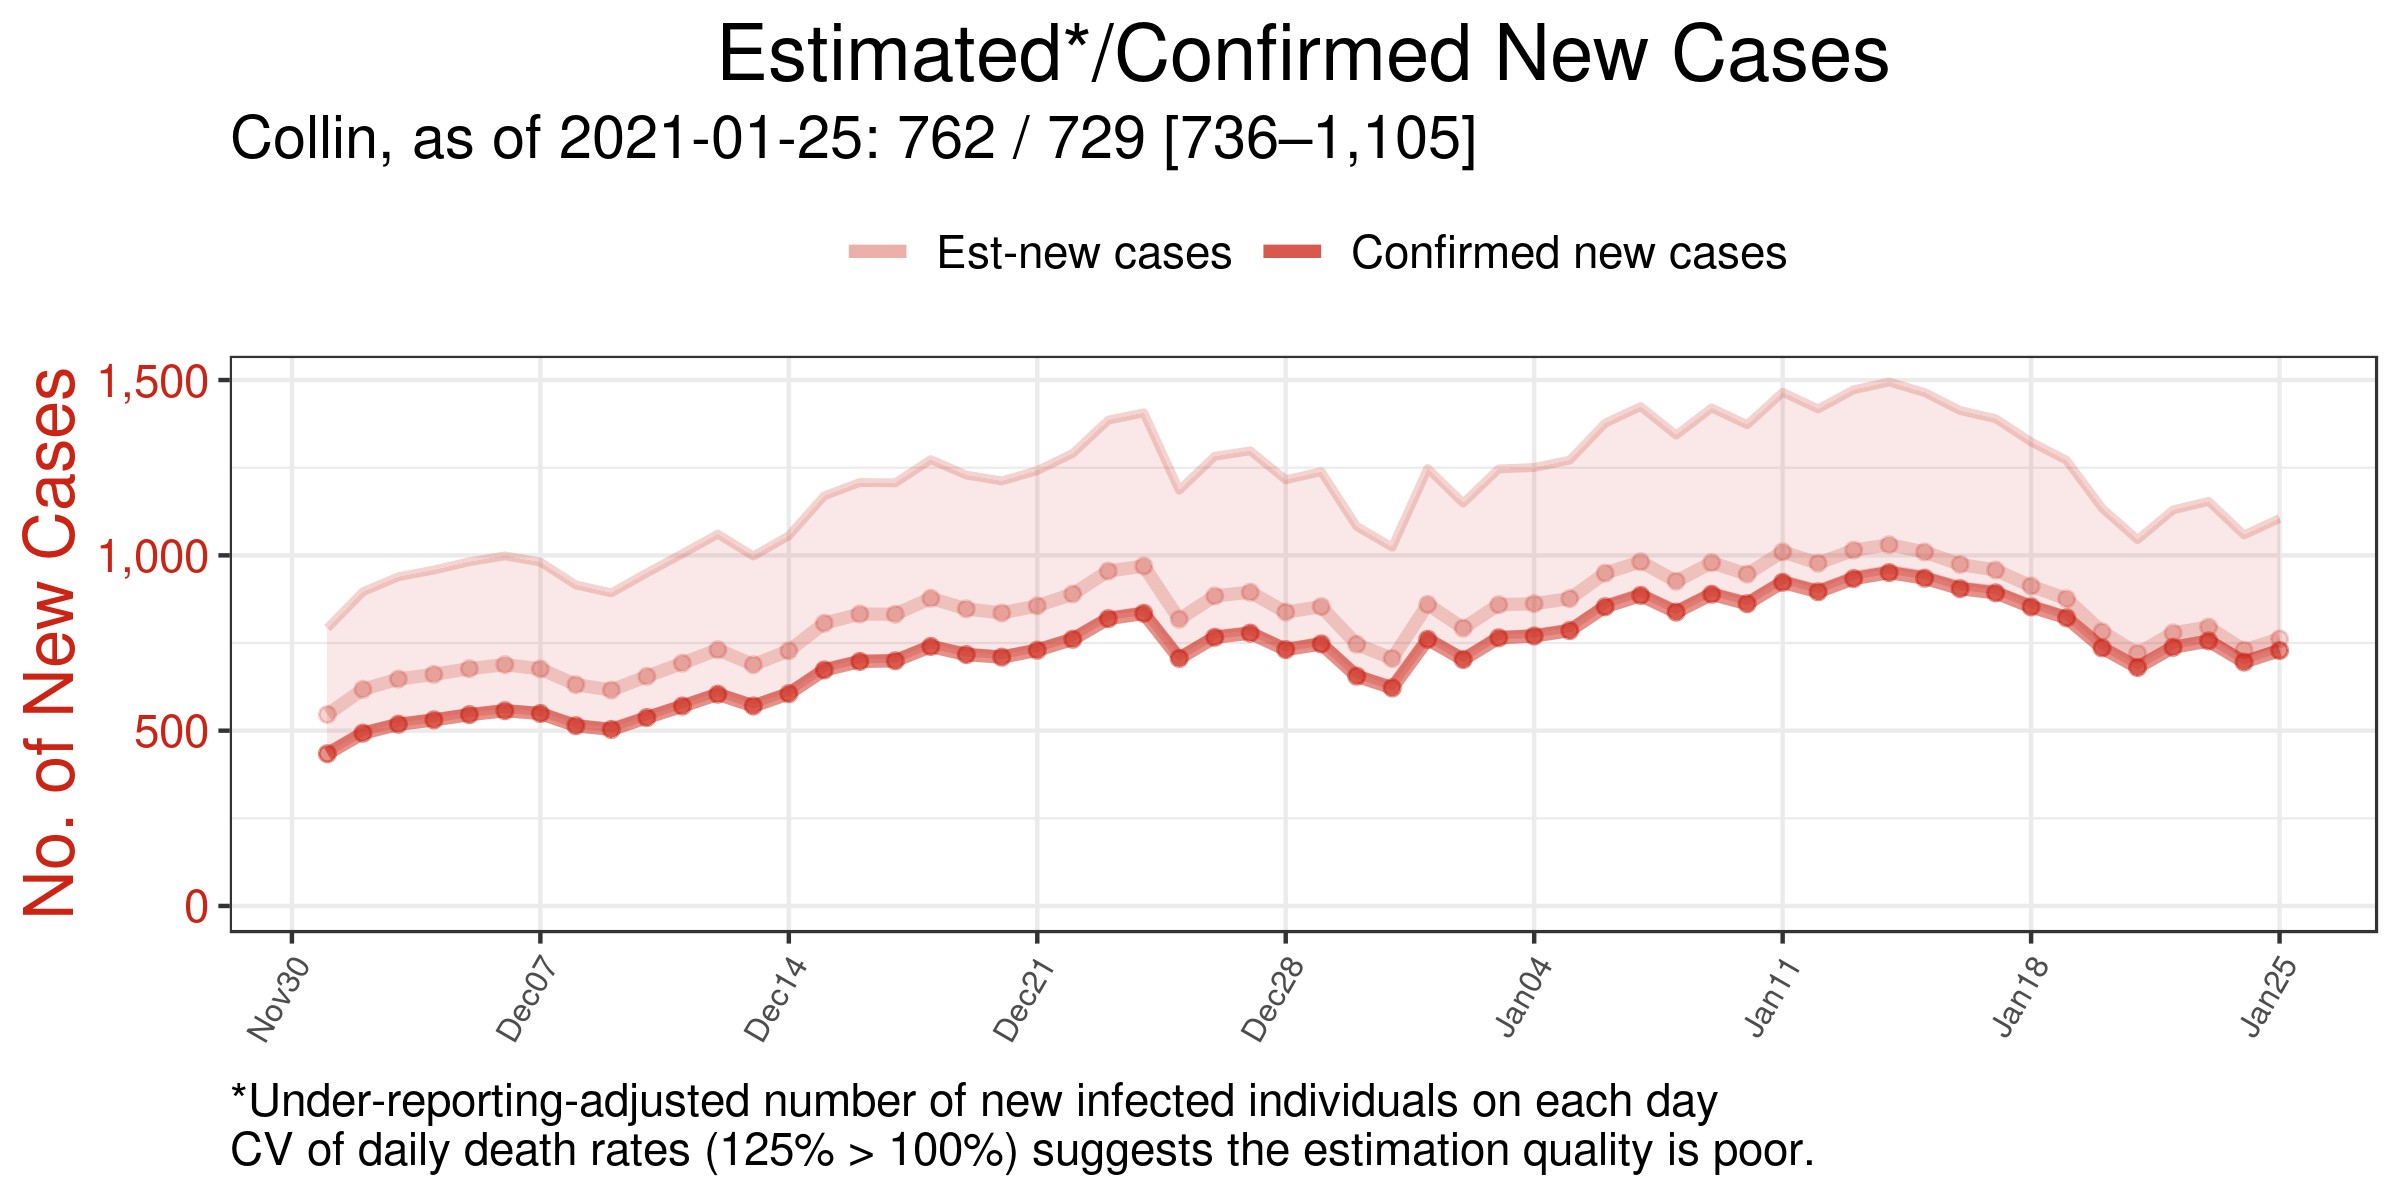 Estimated*/Confirmed New Cases
Collin, as of 2021-01-25: 762 / 729 [736–1,105]
Est-new cases Confirmed new cases
No. of New Cases
1,500
1,000
500
0
Nov30 Dec07 Dec14 Dec21 Dec28 Jan04 Jan11 Jan18 Jan25
*Under-reporting-adjusted number of new infected individuals on each day
CV of daily death rates (125% > 100%) suggests the estimation quality is poor.